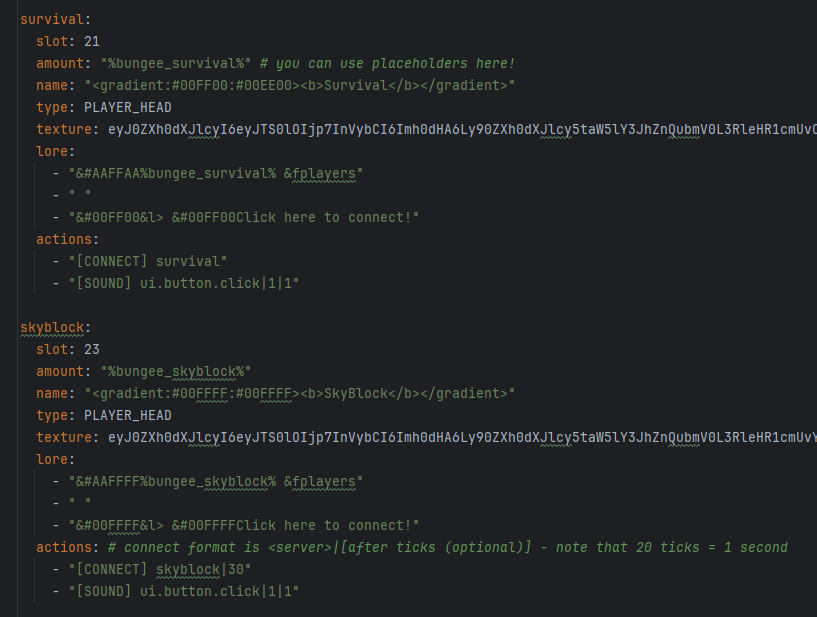 survival:
  slot: 21
  amount: "%bungee_survival%" # you can use placeholders here!
  name: "<gradient:#00FF00:#00EE00><b>Survival</b></gradient>"
  type: PLAYER_HEAD
  texture: eyJ0ZXh0dXJlcyI6eyJTS0lOIjp7InVybCI6Imh0dHA6Ly90ZXh0dXJlcy5taW5lY3JhZnQubmV0L3RleHR1cmUvO
  lore:
    - "&#AAFFAA%bungee_survival% &fplayers"
    - " "
    - "&#00FF00&l> &#00FF00Click here to connect!"
  actions:
    - "[CONNECT] survival"
    - "[SOUND] ui.button.click|1|1"
skyblock:
  slot: 23
  amount: "%bungee_skyblock%"
  name: "<gradient:#00FFFF:#00FFFF><b>SkyBlock</b></gradient>"
  type: PLAYER_HEAD
  texture: eyJ0ZXh0dXJlcyI6eyJTS0lOIjp7InVybCI6Imh0dHA6Ly90ZXh0dXJlcy5taW5lY3JhZnQubmV0L3RleHR1cmUvY
  lore:
    - "&#AAFFFF%bungee_skyblock% &fplayers"
    - " "
    - "&#00FFFF&l> &#00FFFFClick here to connect!"
  actions: # connect format is <server>|[after ticks (optional)] - note that 20 ticks = 1 second
    - "[CONNECT] skyblock|30"
    - "[SOUND] ui.button.click|1|1"